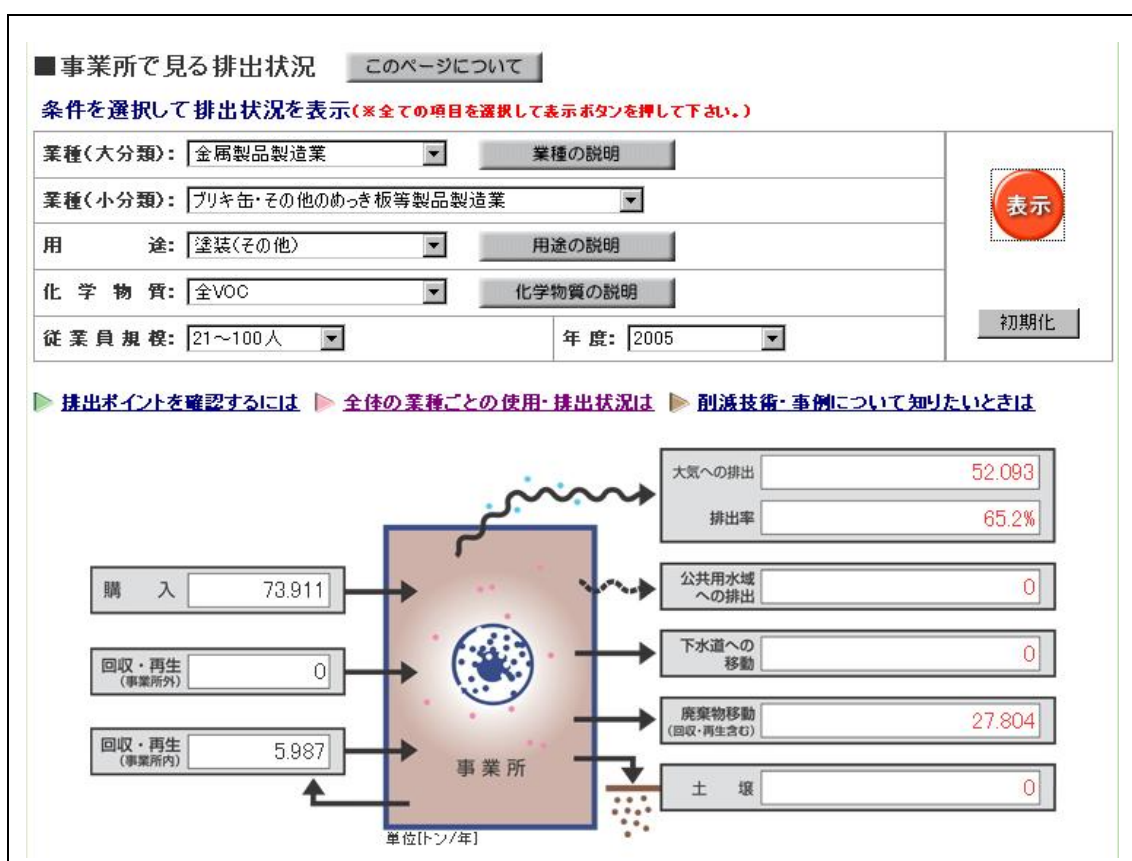 ■事業所で見る排出状況 このページについて
条件を選択して排出状況を表示(※全ての項目を選択して表示ボタンを押して下さい。)
業種(大分類): 金属製品製造業 業種の説明
業種(小分類): ブリキ缶・その他のめっき板等製品製造業
表示
用 途: 塗装(その他) 用途の説明
化 学 物 質: 全VOC 化学物質の説明
従 業 員 規 模: 21～100人 年 度: 2005
初期化
排出ポイントを確認するには 全体の業種ごとの使用・排出状況は 削減技術・事例について知りたいときは
大気への排出 52.093
排出率 65.2%
購 入 73.911
公共用水域
への排出 0
回収・再生
(事業所外) 0
下水道への
移動 0
廃棄物移動
(回収・再生含む) 27.804
回収・再生
(事業所内) 5.987
事業所
土 壌 0
単位[トン/年]